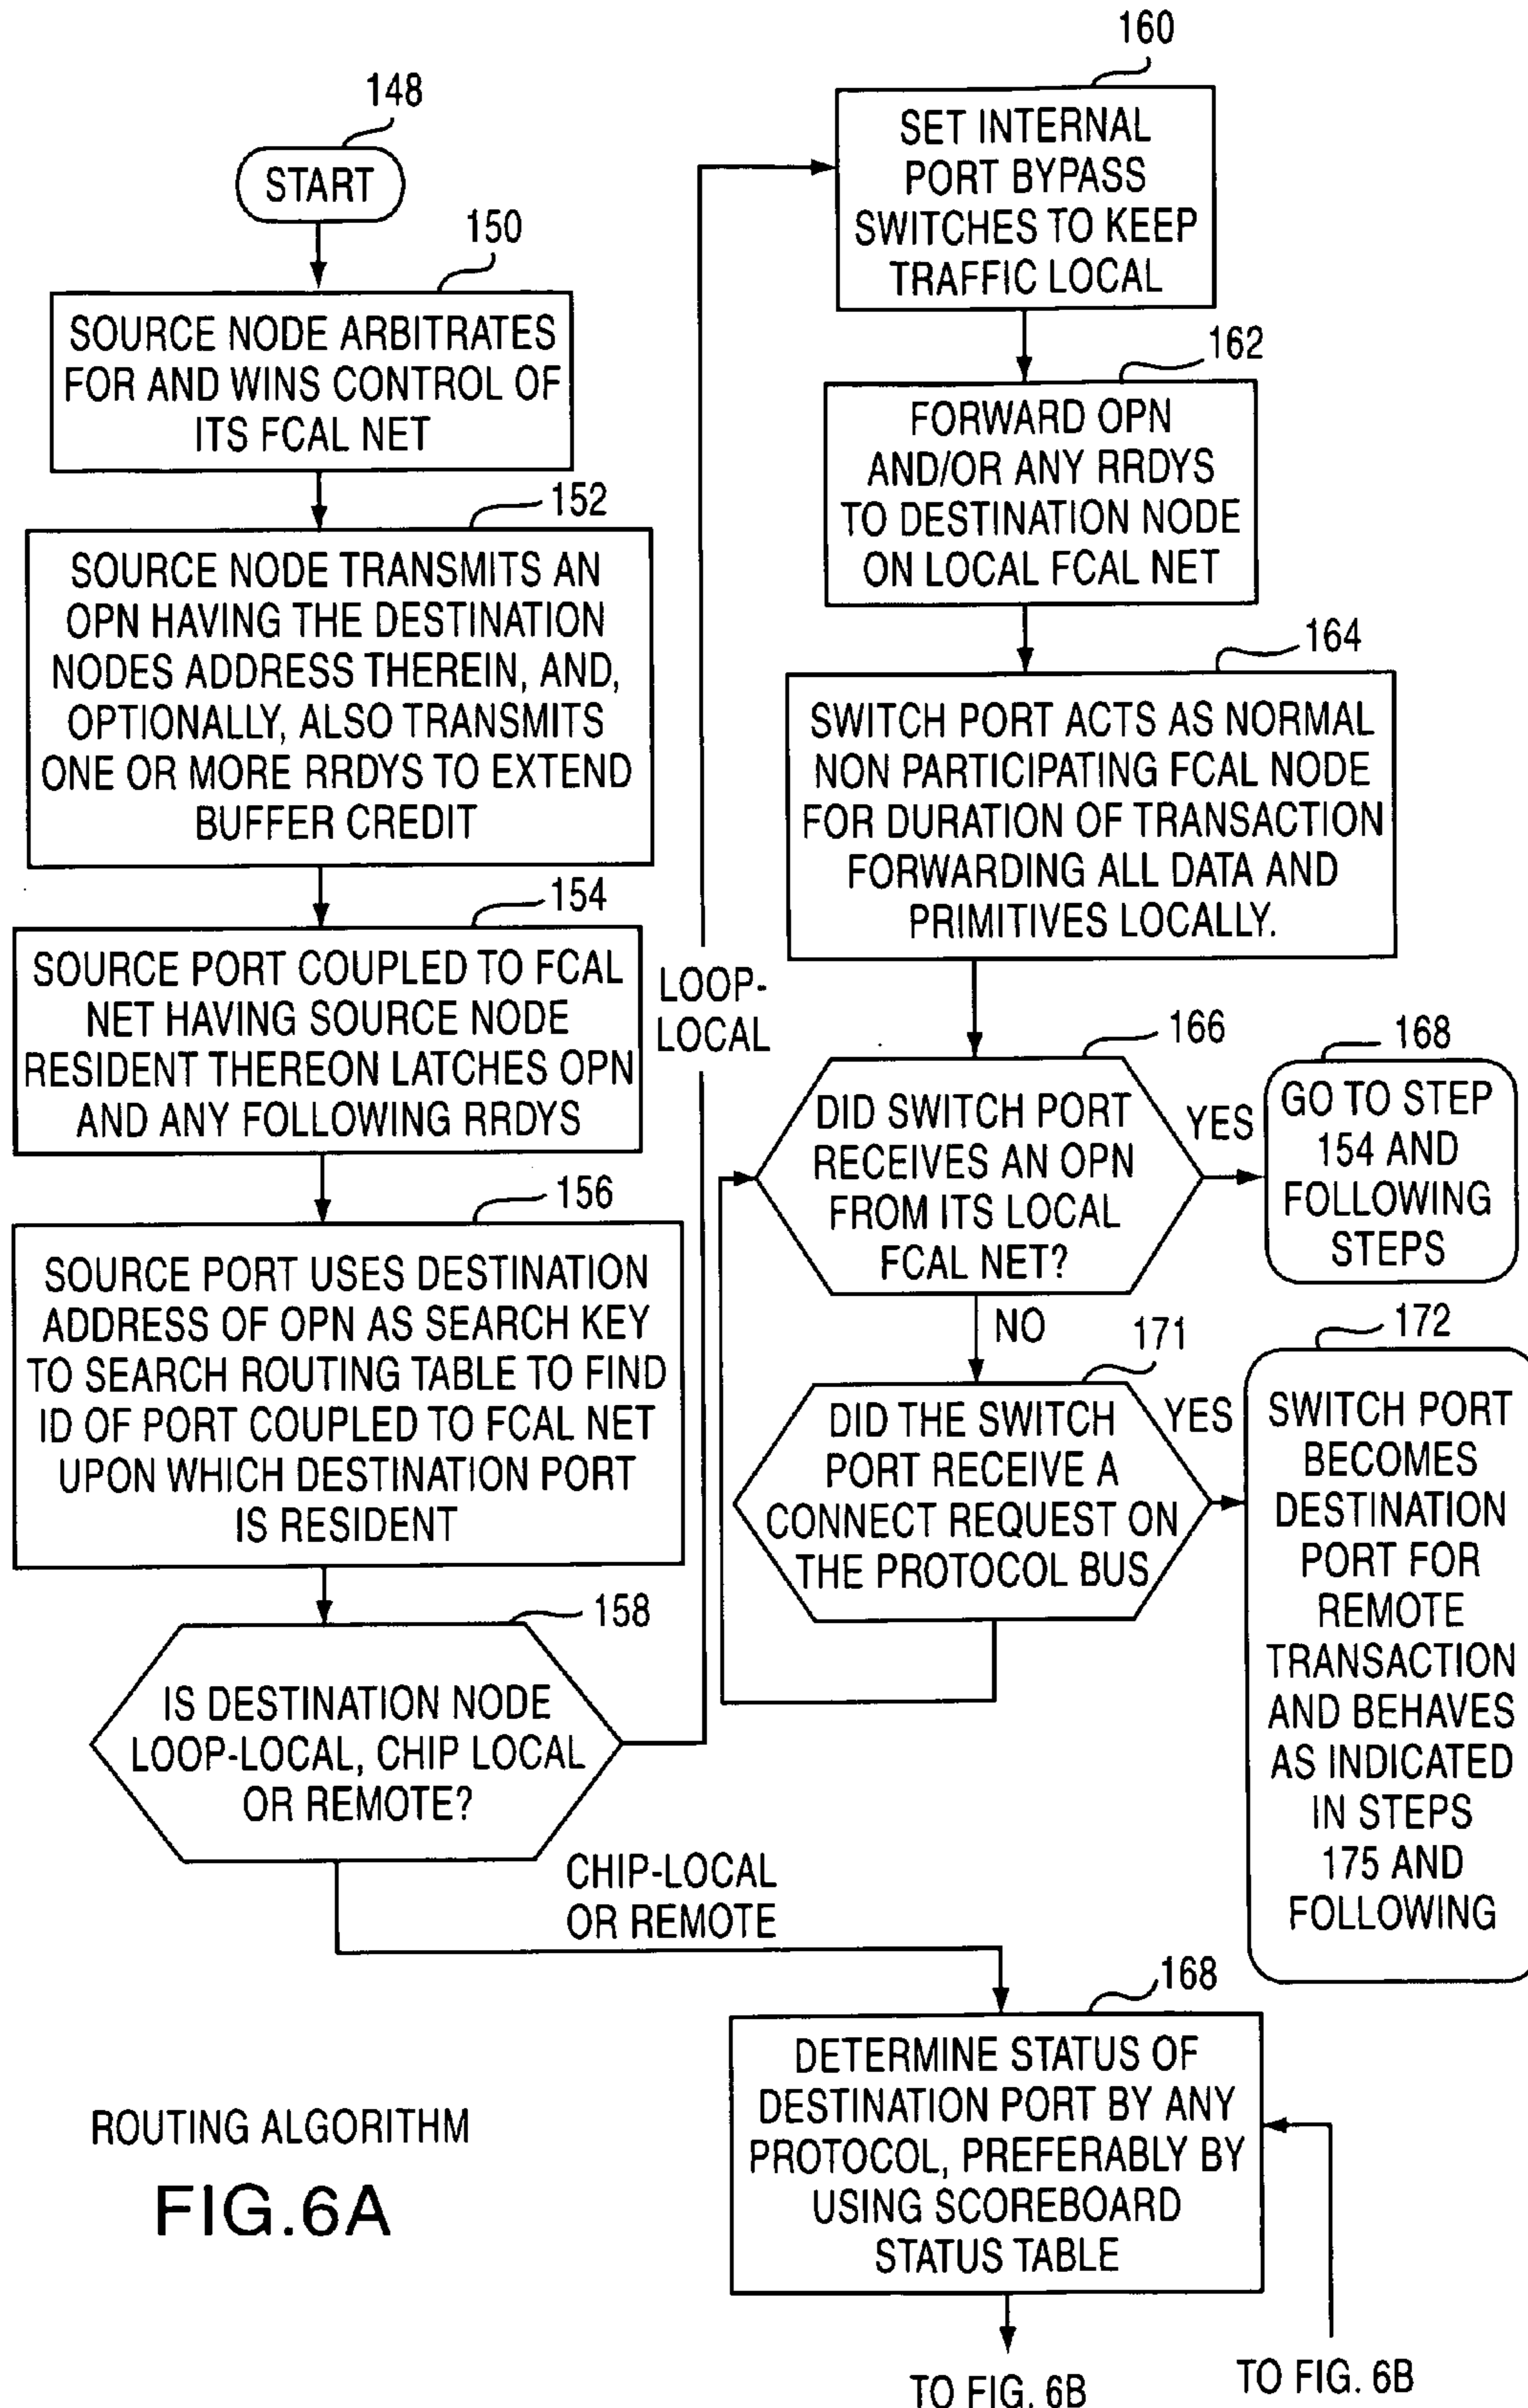 148
START
150
SOURCE NODE ARBITRATES
FOR AND WINS CONTROL OF
ITS FCAL NET
152
SOURCE NODE TRANSMITS AN
OPN HAVING THE DESTINATION
NODES ADDRESS THEREIN, AND,
OPTIONALLY, ALSO TRANSMITS
ONE OR MORE RRDYS TO EXTEND
BUFFER CREDIT
154
SOURCE PORT COUPLED TO FCAL
NET HAVING SOURCE NODE
RESIDENT THEREON LATCHES OPN
AND ANY FOLLOWING RRDYS
156
SOURCE PORT USES DESTINATION
ADDRESS OF OPN AS SEARCH KEY
TO SEARCH ROUTING TABLE TO FIND
ID OF PORT COUPLED TO FCAL NET
UPON WHICH DESTINATION PORT
IS RESIDENT
158
IS DESTINATION NODE
LOOP-LOCAL, CHIP LOCAL
OR REMOTE?
LOOP-
LOCAL
160
SET INTERNAL
PORT BYPASS
SWITCHES TO KEEP
TRAFFIC LOCAL
162
FORWARD OPN
AND/OR ANY RRDYS
TO DESTINATION NODE
ON LOCAL FCAL NET
164
SWITCH PORT ACTS AS NORMAL
NON PARTICIPATING FCAL NODE
FOR DURATION OF TRANSACTION
FORWARDING ALL DATA AND
PRIMITIVES LOCALLY.
166
DID SWITCH PORT
RECEIVES AN OPN
FROM ITS LOCAL
FCAL NET?
YES
168
GO TO STEP
154 AND
FOLLOWING
STEPS
NO
171
DID THE SWITCH
PORT RECEIVE A
CONNECT REQUEST ON
THE PROTOCOL BUS
YES
172
SWITCH PORT
BECOMES
DESTINATION
PORT FOR
REMOTE
TRANSACTION
AND BEHAVES
AS INDICATED
IN STEPS
175 AND
FOLLOWING
CHIP-LOCAL
OR REMOTE
168
DETERMINE STATUS OF
DESTINATION PORT BY ANY
PROTOCOL, PREFERABLY BY
USING SCOREBOARD
STATUS TABLE
TO FIG. 6B
TO FIG. 6B
ROUTING ALGORITHM
FIG.6A